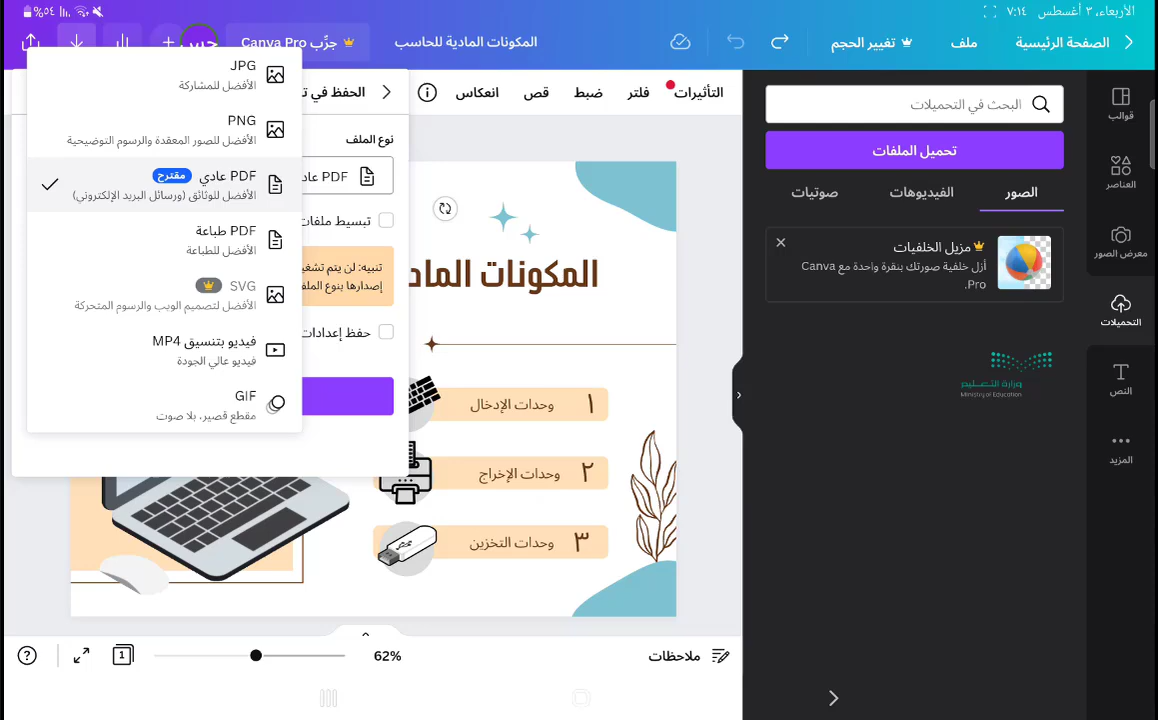 الأربعاء، ٣ أغسطس ٧:١٤
%٥٤
الصفحة الرئيسية
ملف
تغيير الحجم
المكونات المادية للحاسب
جرِّب Canva Pro
قوالب
العناصر
معرض الصور
التحميلات
النص
المزيد
البحث في التحميلات
تحميل الملفات
الصور
الفيديوهات
صوتيات
مزيل الخلفيات
أزل خلفية صورتك بنقرة واحدة مع Canva
Pro.
وزارة التعليم
Ministry of Education
التأثيرات
فلتر
ضبط
قص
انعكاس
الحفظ في
نوع الملف
PDF عاد
تبسيط ملفات
تنبيه: لن يتم تشغي
إصدارها بنوع الملف
حفظ إعدادات
JPG
الأفضل للمشاركة
PNG
الأفضل للصور المعقدة والرسوم التوضيحية
PDF عادي مقترح
الأفضل للوثائق (ورسائل البريد الإلكتروني)
PDF طباعة
الأفضل للطباعة
SVG
الأفضل لتصميم الويب والرسوم المتحركة
فيديو بتنسيق MP4
فيديو عالي الجودة
GIF
مقطع قصير، بلا صوت
المكونات الماد
١ وحدات الإدخال
٢ وحدات الإخراج
٣ وحدات التخزين
ملاحظات
62%
1